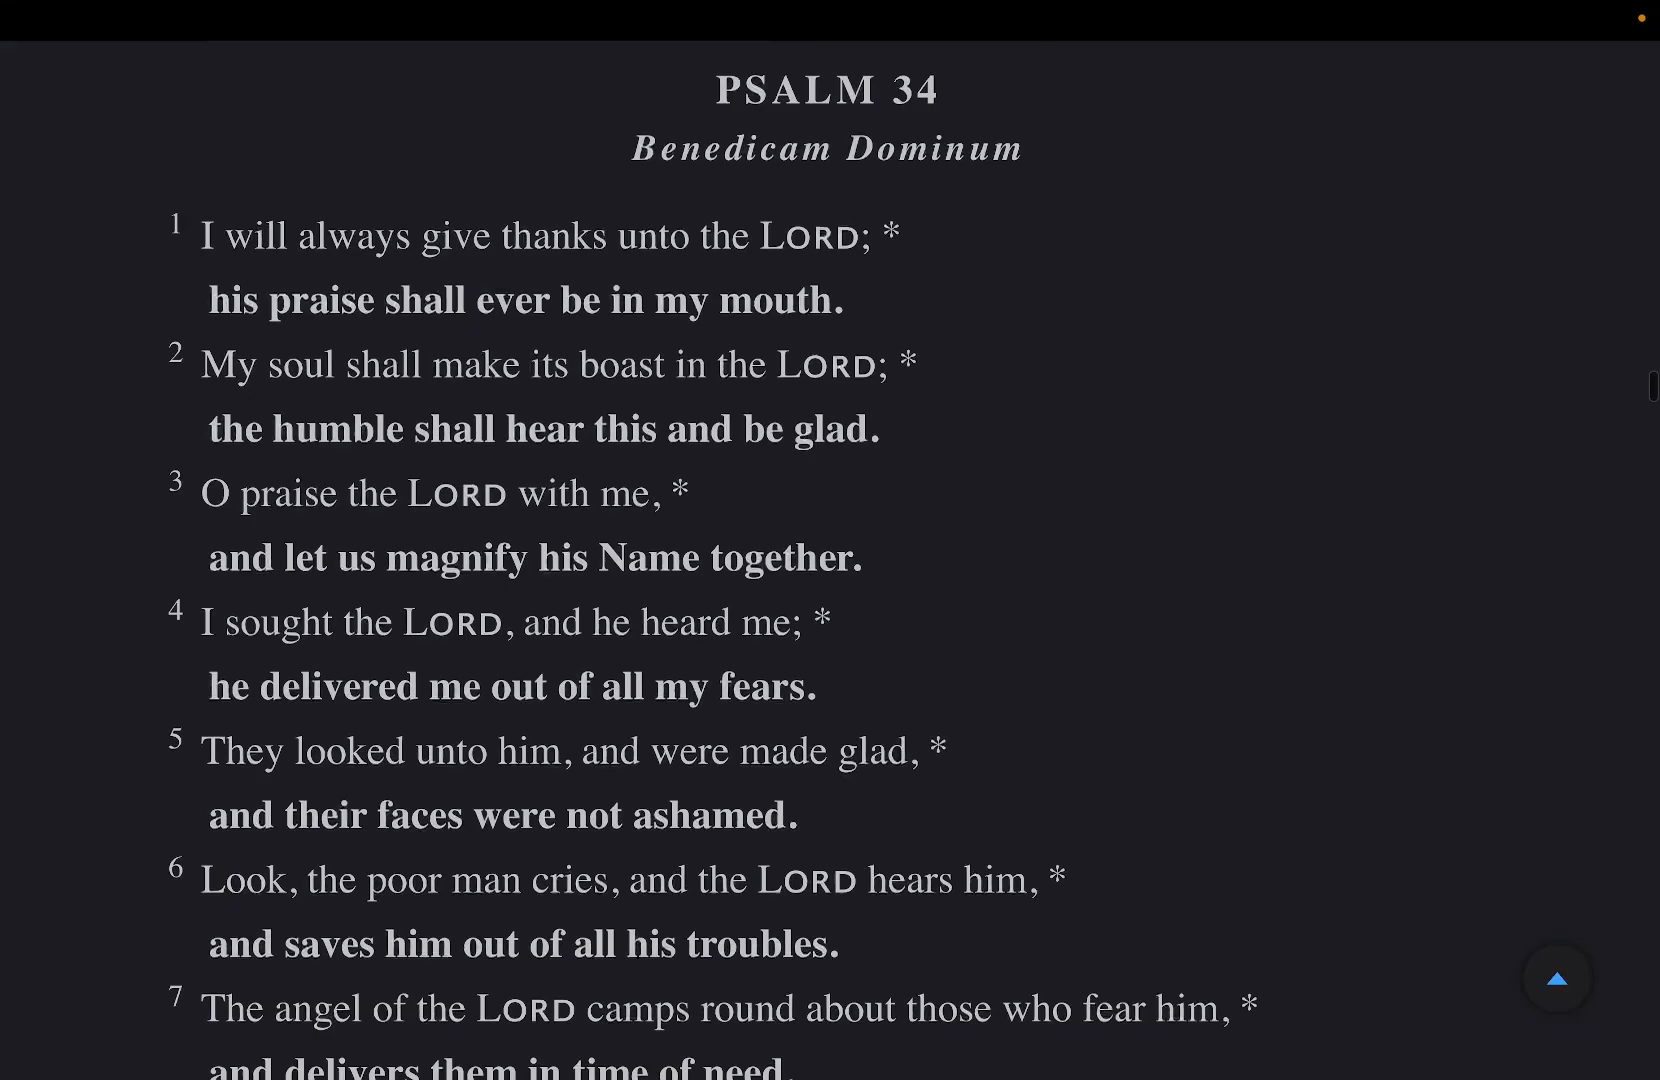 PSALM 34
Benedicam Dominum
1 I will always give thanks unto the LORD; *
his praise shall ever be in my mouth.
2 My soul shall make its boast in the LORD; *
the humble shall hear this and be glad.
3 O praise the LORD with me, *
and let us magnify his Name together.
4 I sought the LORD, and he heard me; *
he delivered me out of all my fears.
5 They looked unto him, and were made glad, *
and their faces were not ashamed.
6 Look, the poor man cries, and the LORD hears him, *
and saves him out of all his troubles.
7 The angel of the LORD camps round about those who fear him, *
and delivers them in time of need.